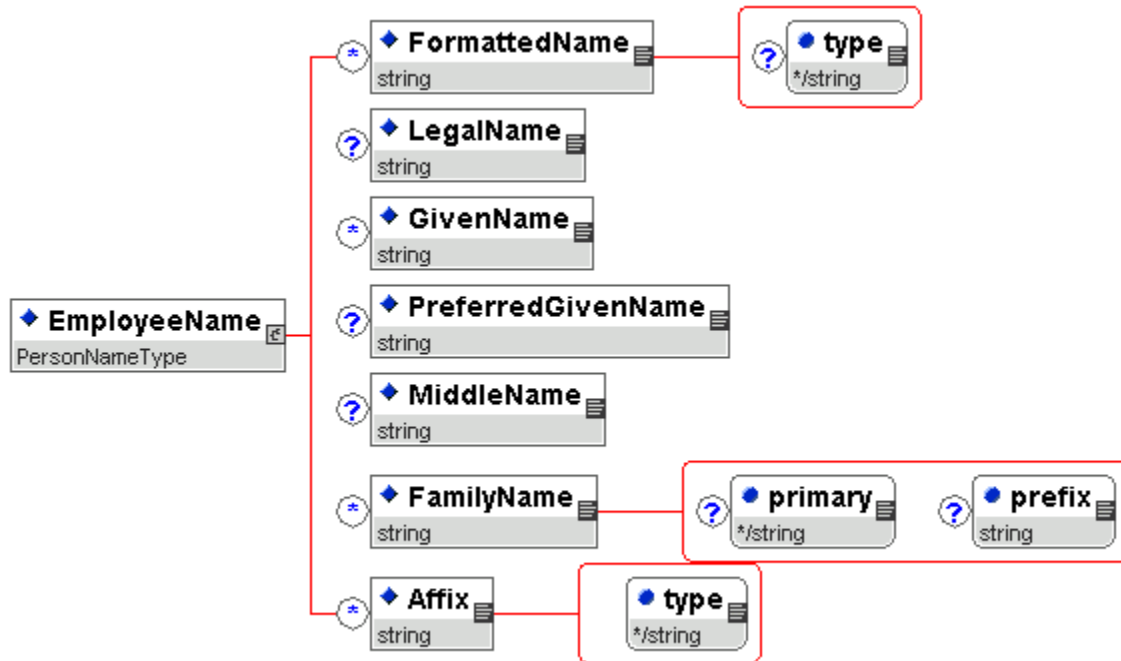 * FormattedName
string
? type
*/string
? LegalName
string
* GivenName
string
EmployeeName
PersonNameType
? PreferredGivenName
string
? MiddleName
string
* FamilyName
string
? primary
*/string
? prefix
string
* Affix
string
type
*/string